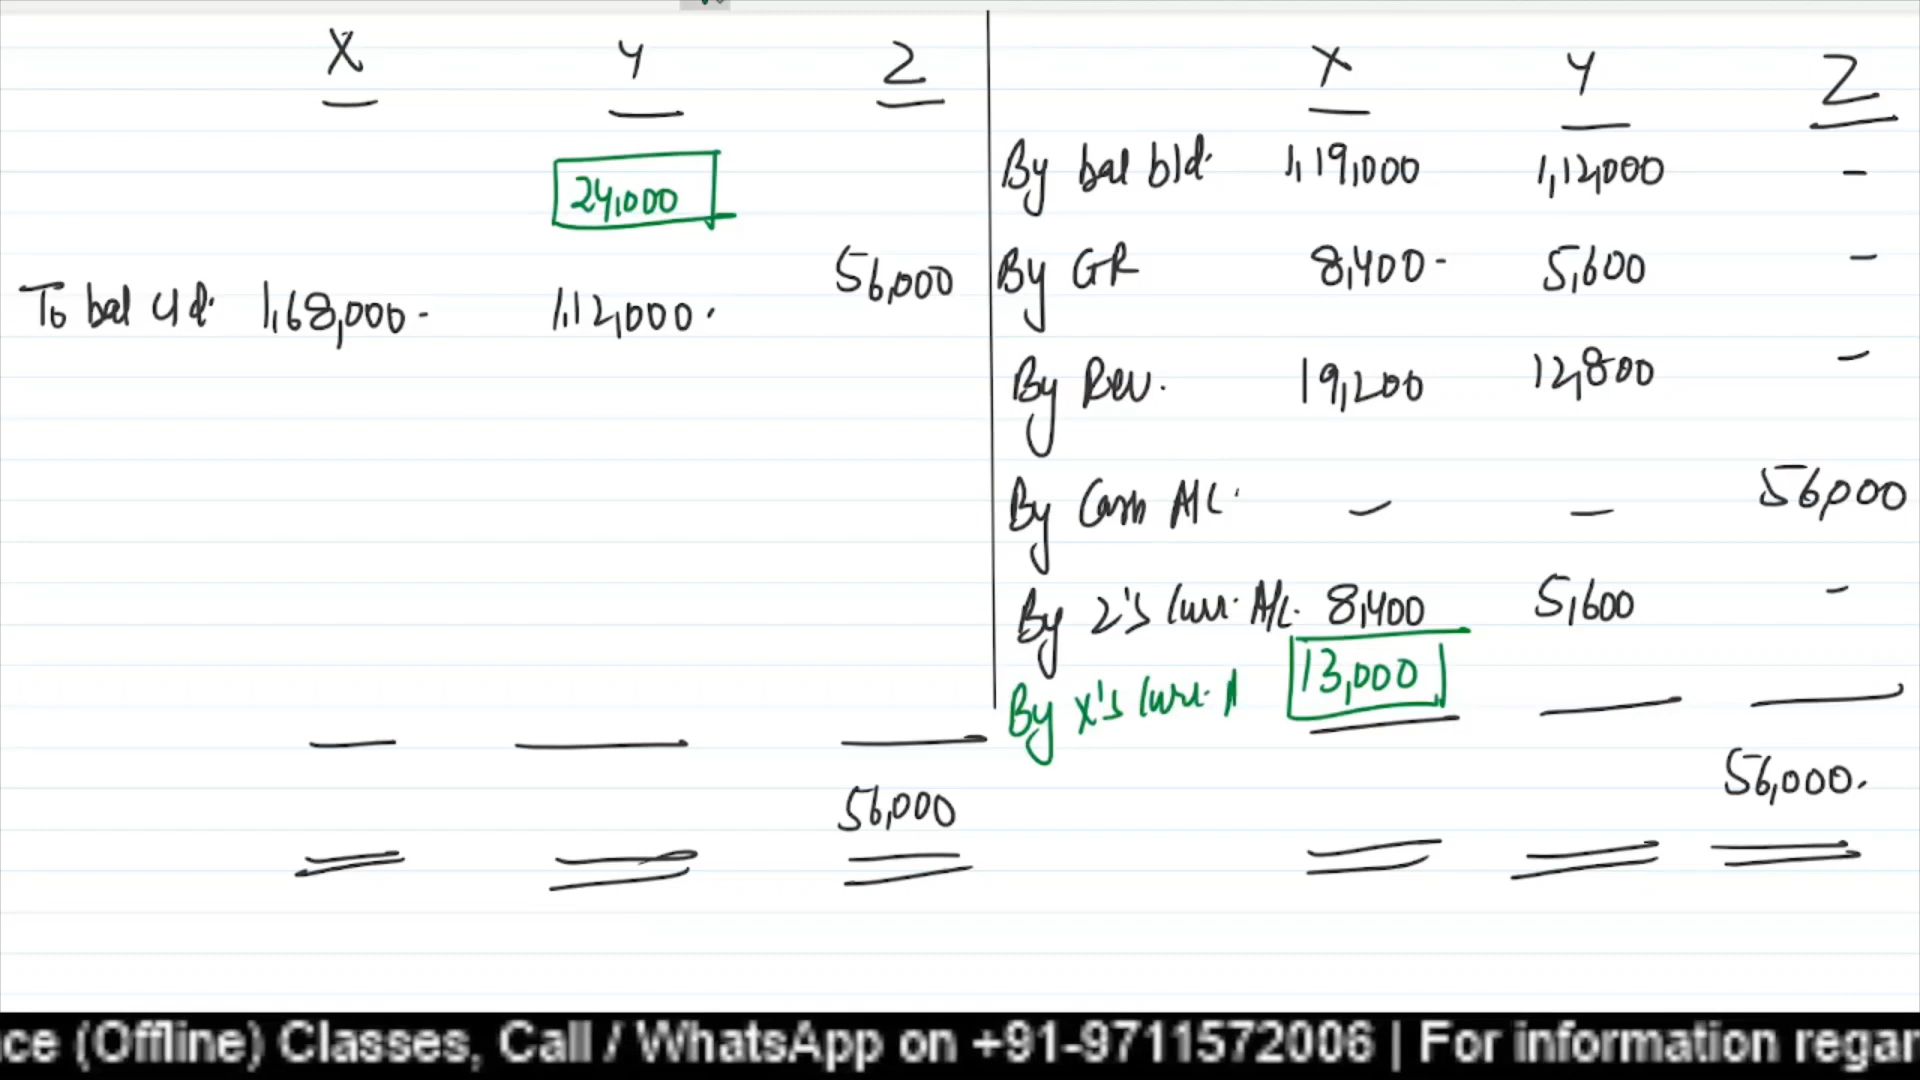 X Y Z
24,000
56,000
To bal c/d. 1,68,000. 1,12,000.
56,000
X Y Z
By bal b/d. 1,19,000 1,12,000 -
By GR 8,400 - 5,600 -
By Rev. 19,200 12,800 -
By Cash A/C. - - 56,000
By Z's Curr. A/c. 8,400 5,600 -
By X's Curr. A 13,000
56,000.
ce (Offline) Classes, Call / WhatsApp on +91-9711572006 | For information regar